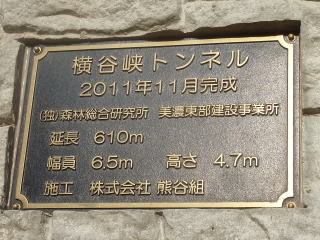 横谷峡トンネル
2011年11月完成
(独)森林総合研究所 美濃東部建設事業所
延長 610m
幅員 6.5m 高さ 4.7m
施工 株式会社 熊谷組